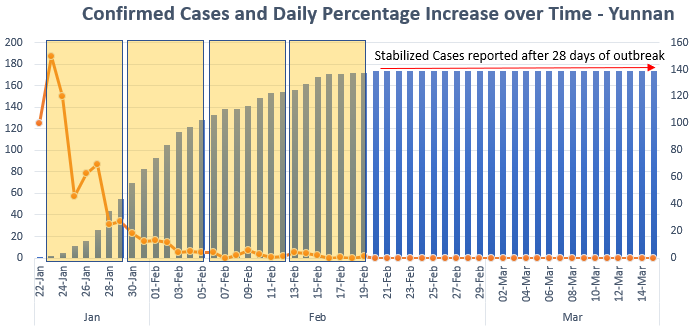 Confirmed Cases and Daily Percentage Increase over Time - Yunnan
Stabilized Cases reported after 28 days of outbreak
200
180
160
140
120
100
80
60
40
20
0
160
140
120
100
80
60
40
20
0
22-Jan
24-Jan
26-Jan
28-Jan
30-Jan
01-Feb
03-Feb
05-Feb
07-Feb
09-Feb
11-Feb
13-Feb
15-Feb
17-Feb
19-Feb
21-Feb
23-Feb
25-Feb
27-Feb
29-Feb
02-Mar
04-Mar
06-Mar
08-Mar
10-Mar
12-Mar
14-Mar
Jan Feb Mar